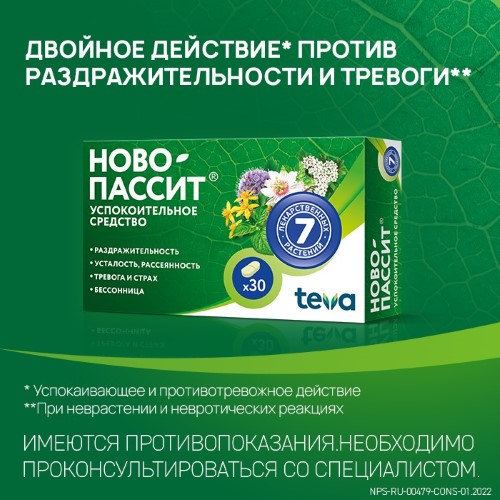 ДВОЙНОЕ ДЕЙСТВИЕ* ПРОТИВ
РАЗДРАЖИТЕЛЬНОСТИ И ТРЕВОГИ**
НОВО-
ПАССИТ®
УСПОКОИТЕЛЬНОЕ
СРЕДСТВО
• РАЗДРАЖИТЕЛЬНОСТЬ
• УСТАЛОСТЬ, РАССЕЯННОСТЬ
• ТРЕВОГА И СТРАХ
• БЕССОННИЦА
ЛЕКАРСТВЕННЫХ
7
РАСТЕНИЙ
x30
teva
НОВО-
ПАССИТ®
УСПОКОИТЕЛЬНОЕ СРЕДСТВО
7
* Успокаивающее и противотревожное действие
**При неврастении и невротических реакциях
ИМЕЮТСЯ ПРОТИВОПОКАЗАНИЯ.НЕОБХОДИМО
ПРОКОНСУЛЬТИРОВАТЬСЯ СО СПЕЦИАЛИСТОМ.
NPS-RU-00479-CONS-01.2022